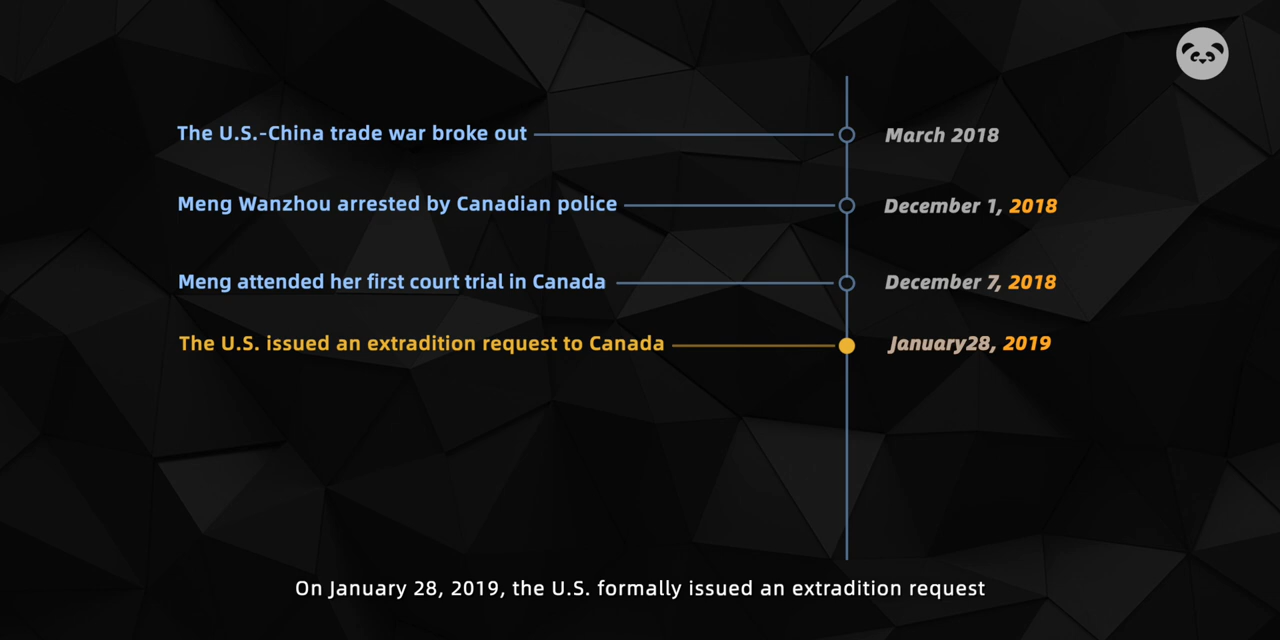 The U.S.-China trade war broke out
March 2018
Meng Wanzhou arrested by Canadian police
December 1, 2018
Meng attended her first court trial in Canada
December 7, 2018
The U.S. issued an extradition request to Canada
January28, 2019
On January 28, 2019, the U.S. formally issued an extradition request